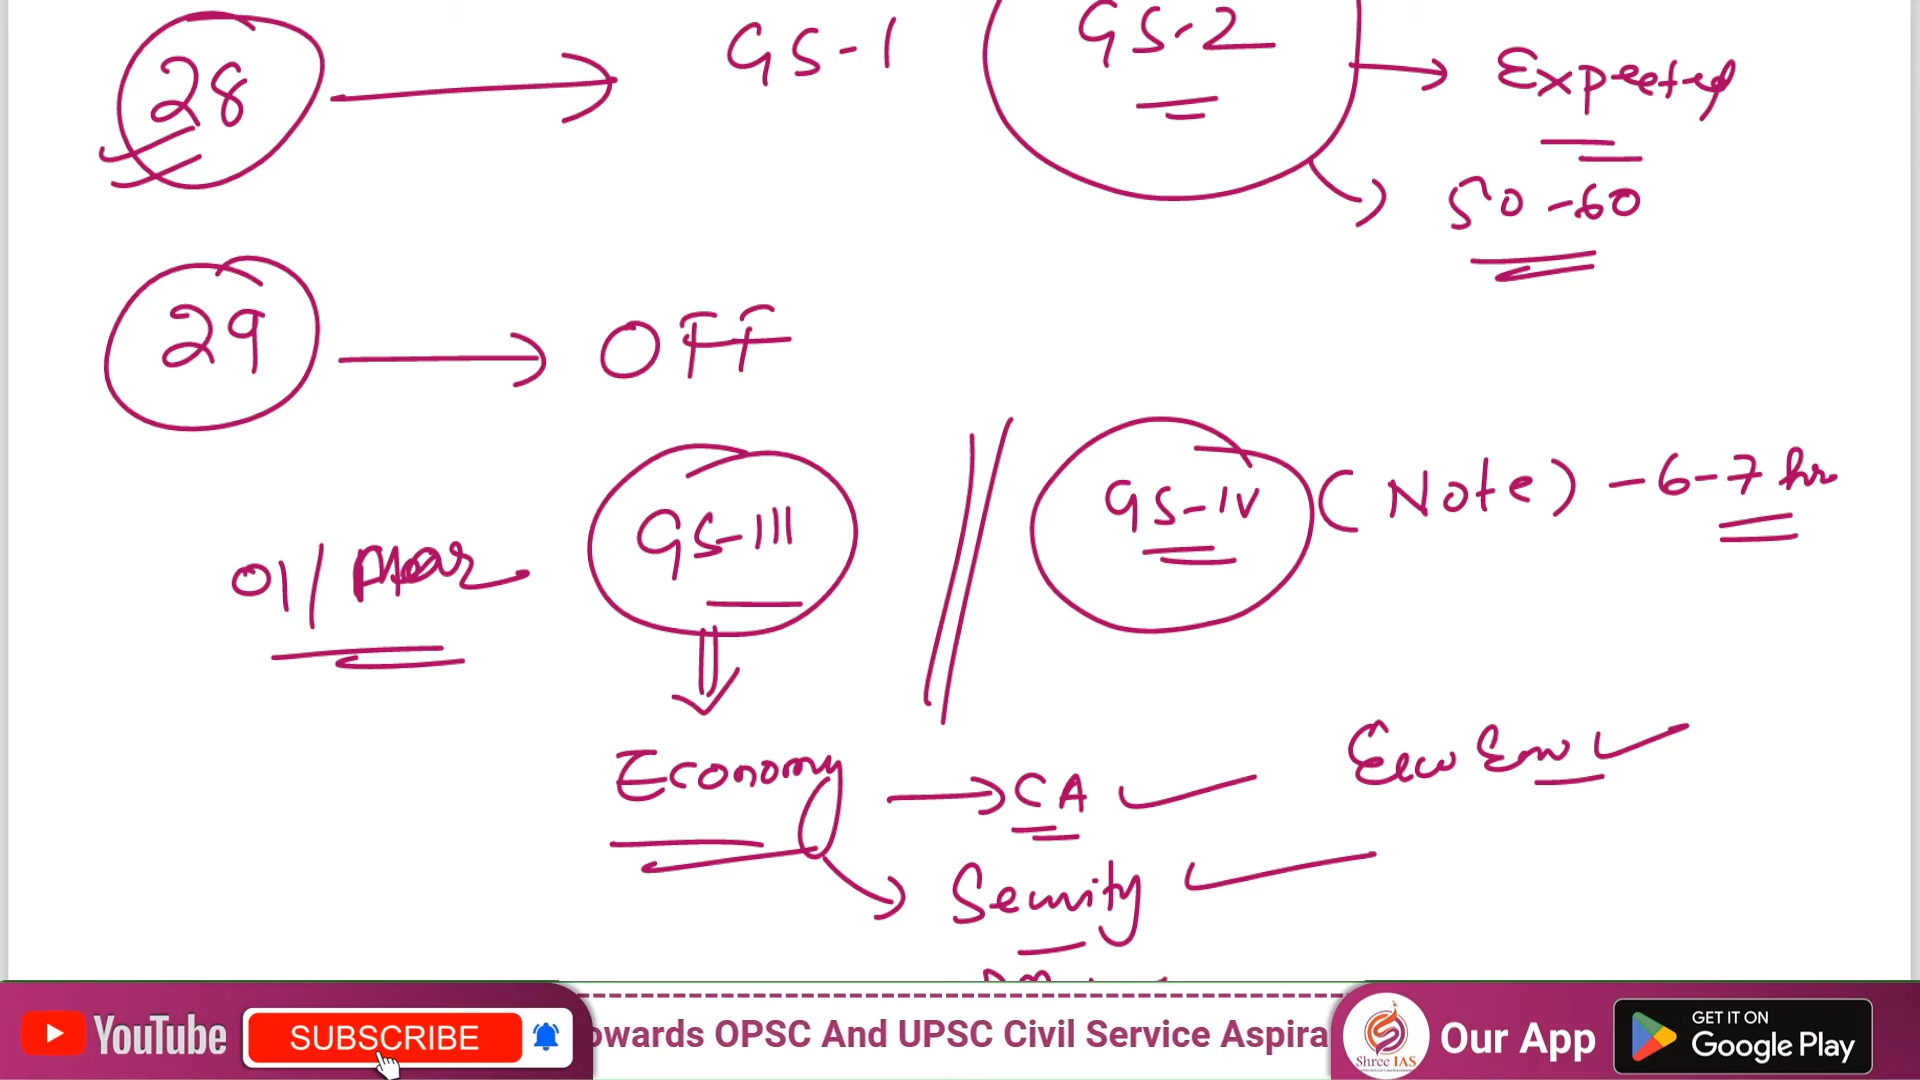 28 → GS-1 GS-2 → Expected
50-60
29 → OFF
GS-III GS-IV (Note) - 6-7 hr
01/Mar
Economy → CA ✓ Eco Env ✓
→ Security ✓
YouTube SUBSCRIBE owards OPSC And UPSC Civil Service Aspira Shree IAS Our App GET IT ON Google Play